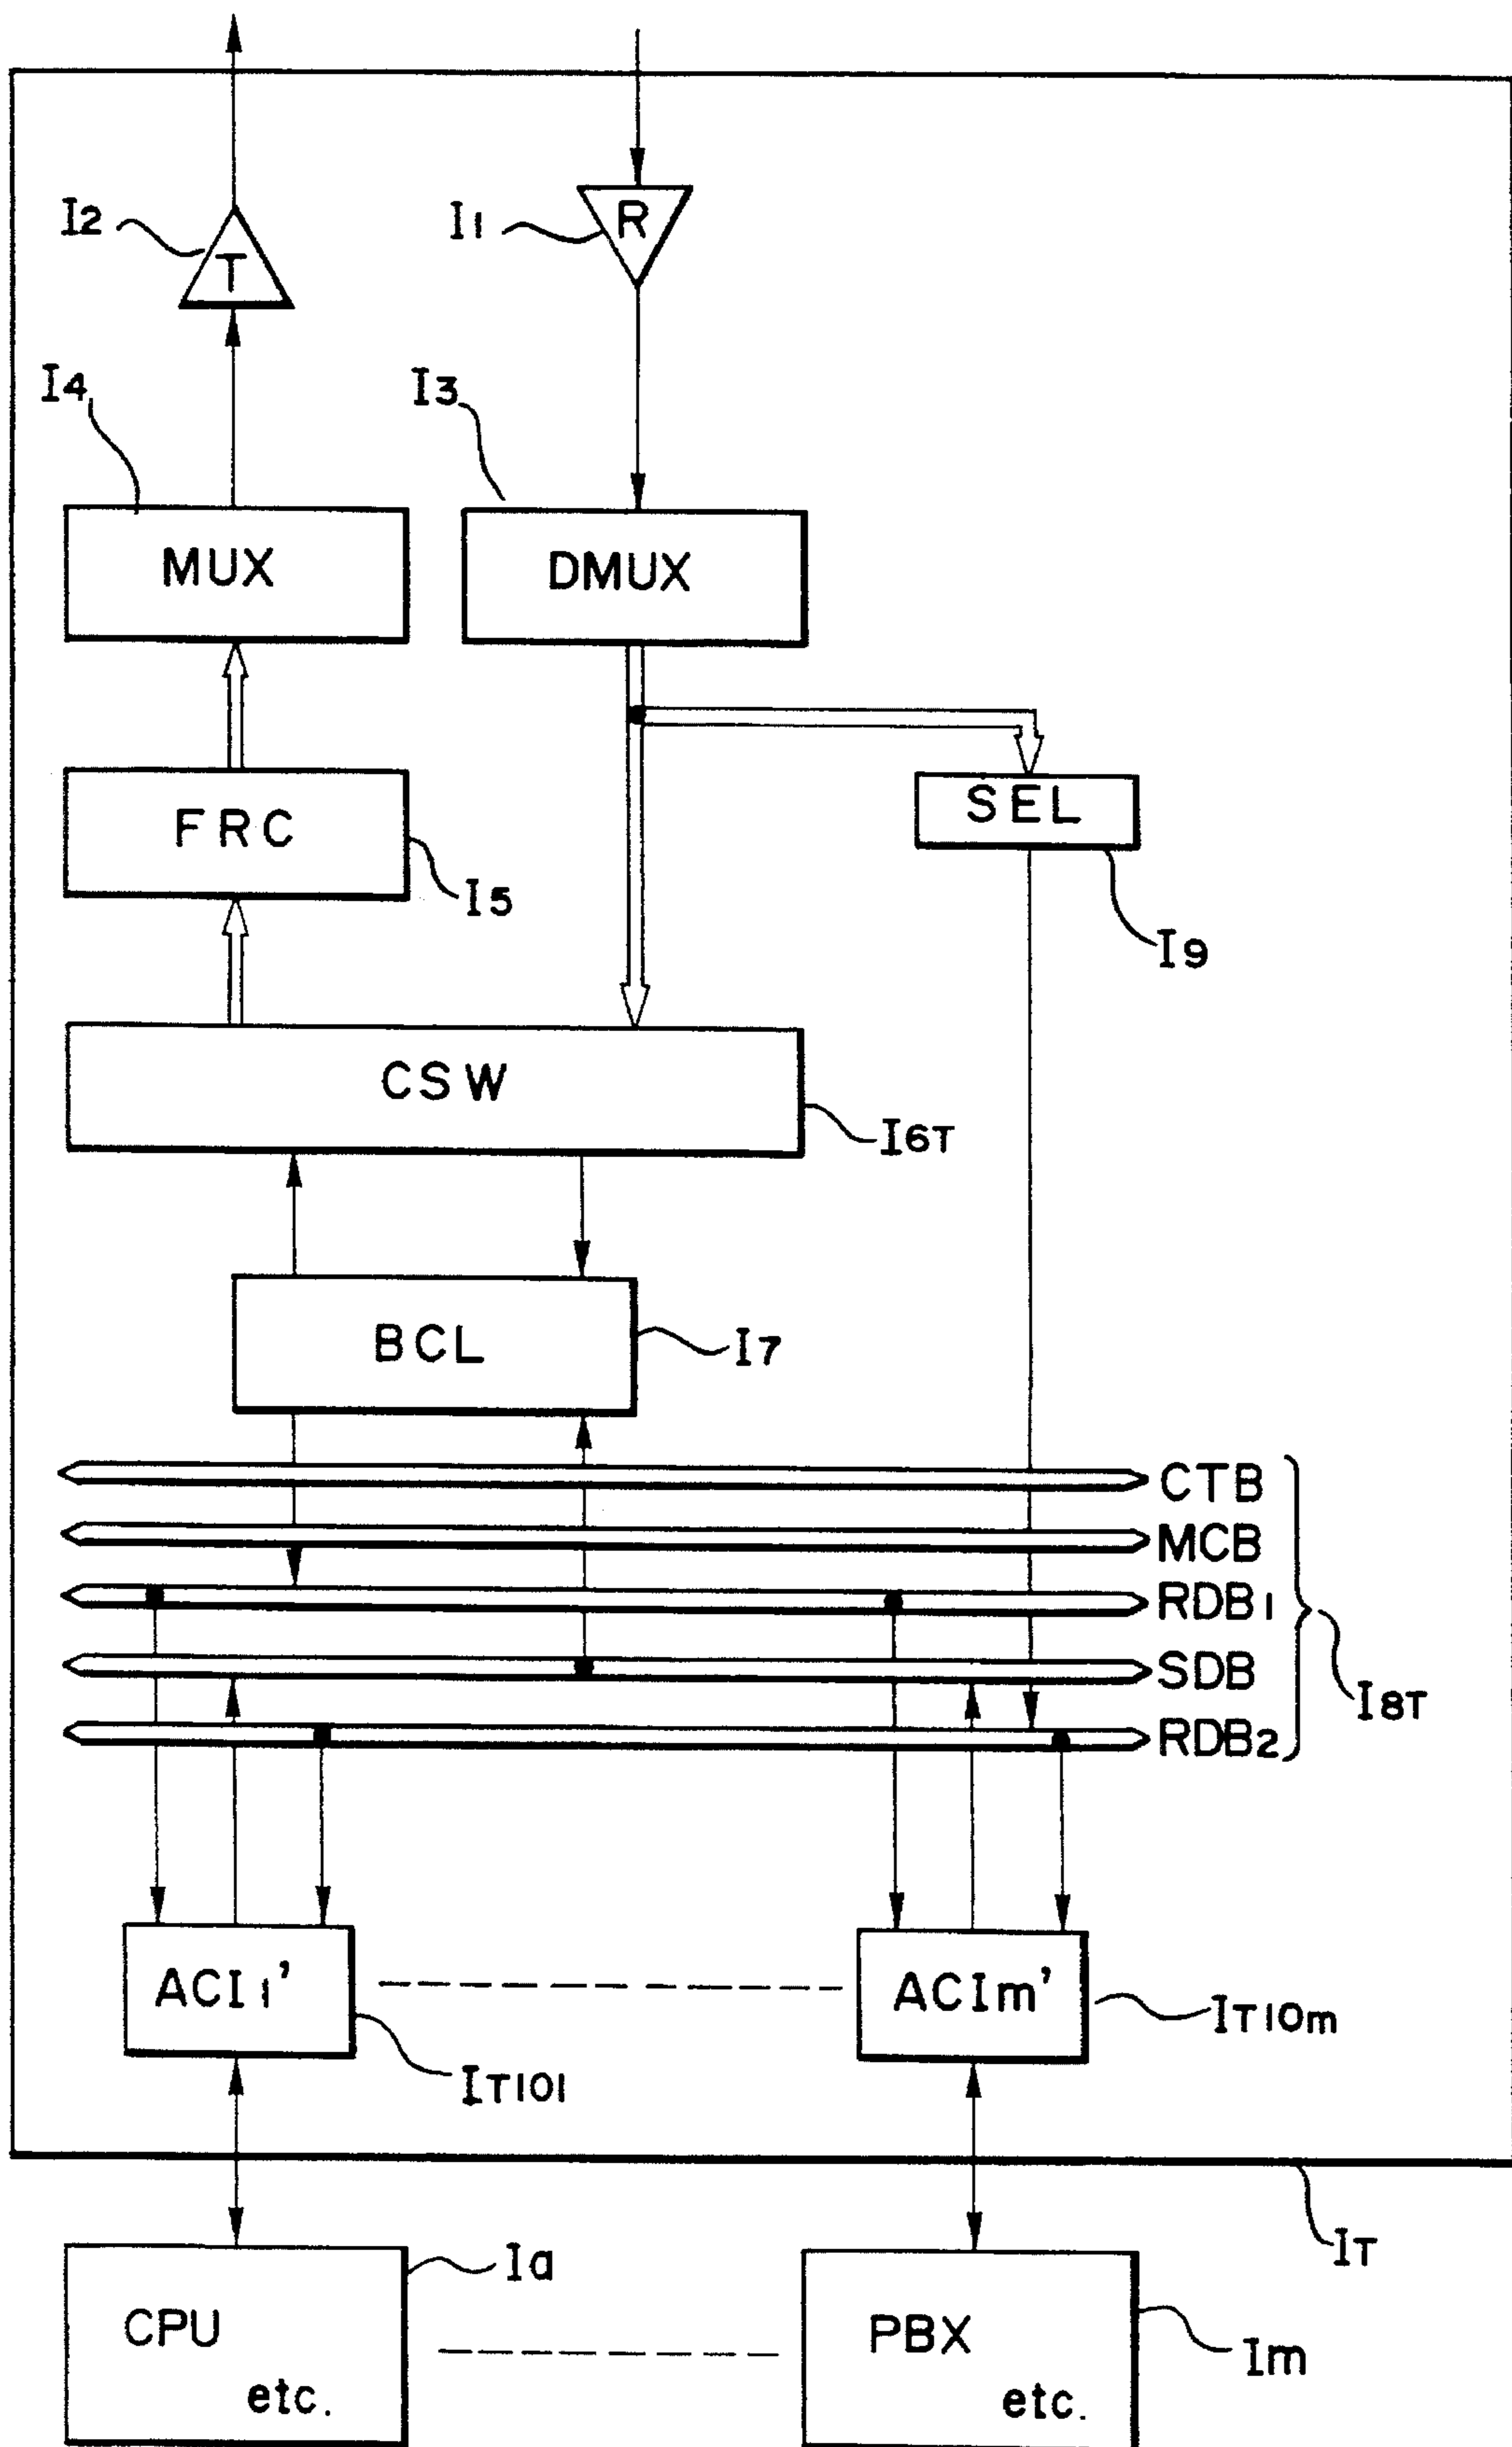 I2
T
I1
R
I4
I3
MUX
DMUX
FRC
SEL
I5
I9
CSW
I6T
BCL
I7
CTB
MCB
RDB1
SDB
I8T
RDB2
ACI1'
ACIm'
IT10m
IT101
IT
Ia
CPU
etc.
PBX
etc.
Im